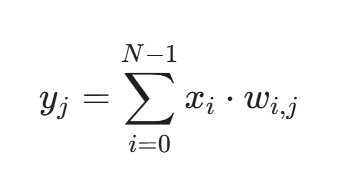 y_j = \sum_{i=0}^{N-1} x_i \cdot w_{i,j}